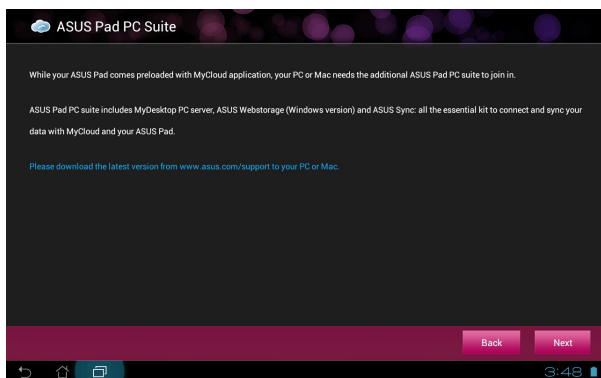 ASUS Pad PC Suite
While your ASUS Pad comes preloaded with MyCloud application, your PC or Mac needs the additional ASUS Pad PC suite to join in.
ASUS Pad PC suite includes MyDesktop PC server, ASUS Webstorage (Windows version) and ASUS Sync: all the essential kit to connect and sync your
data with MyCloud and your ASUS Pad.
Please download the latest version from www.asus.com/support to your PC or Mac.
Back Next
3:48